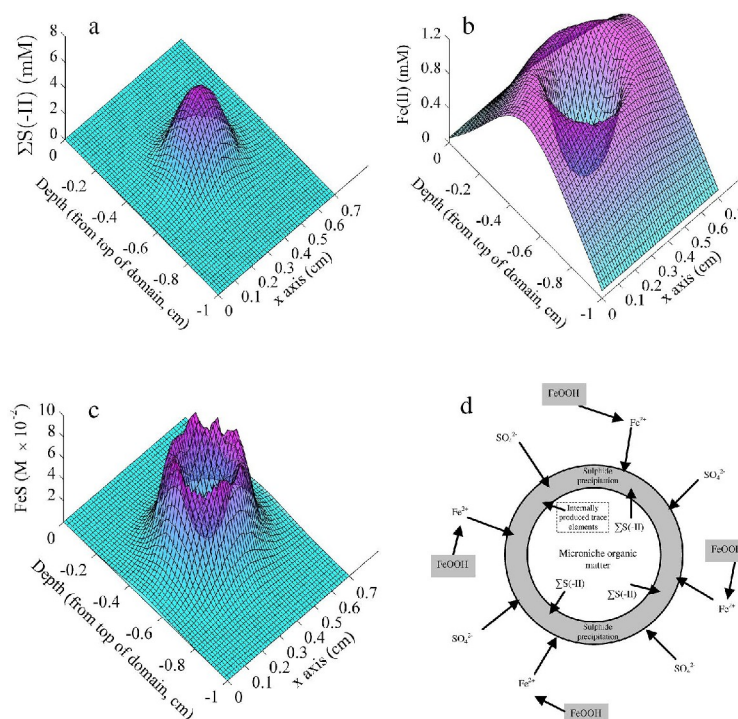 a
ΣS(-II) (mM)
8
6
4
2
0
0
-0.2
-0.4
-0.6
-0.8
-1
Depth (from top of domain, cm)
0
0.1
0.2
0.3
0.4
0.5
0.6
0.7
x axis (cm)
b
Fe(II) (mM)
1.2
0.8
0.4
0
0
-0.2
-0.4
-0.6
-0.8
-1
Depth (from top of domain, cm)
0
0.1
0.2
0.3
0.4
0.5
0.6
0.7
x axis (cm)
c
FeS (M × 10⁻²)
10
8
6
4
2
0
-0.2
-0.4
-0.6
-0.8
-1
Depth (from top of domain, cm)
0
0.1
0.2
0.3
0.4
0.5
0.6
0.7
x axis (cm)
d
FeOOH
Fe²⁺
SO₄²⁻
Sulphide
precipitation
SO₄²⁻
Fe²⁺
Internally
produced trace
elements
ΣS(-II)
FeOOH
Microniche organic
matter
FeOOH
ΣS(-II)
ΣS(-II)
Fe²⁺
SO₄²⁻
Sulphide
precipitation
SO₄²⁻
Fe²⁺
FeOOH